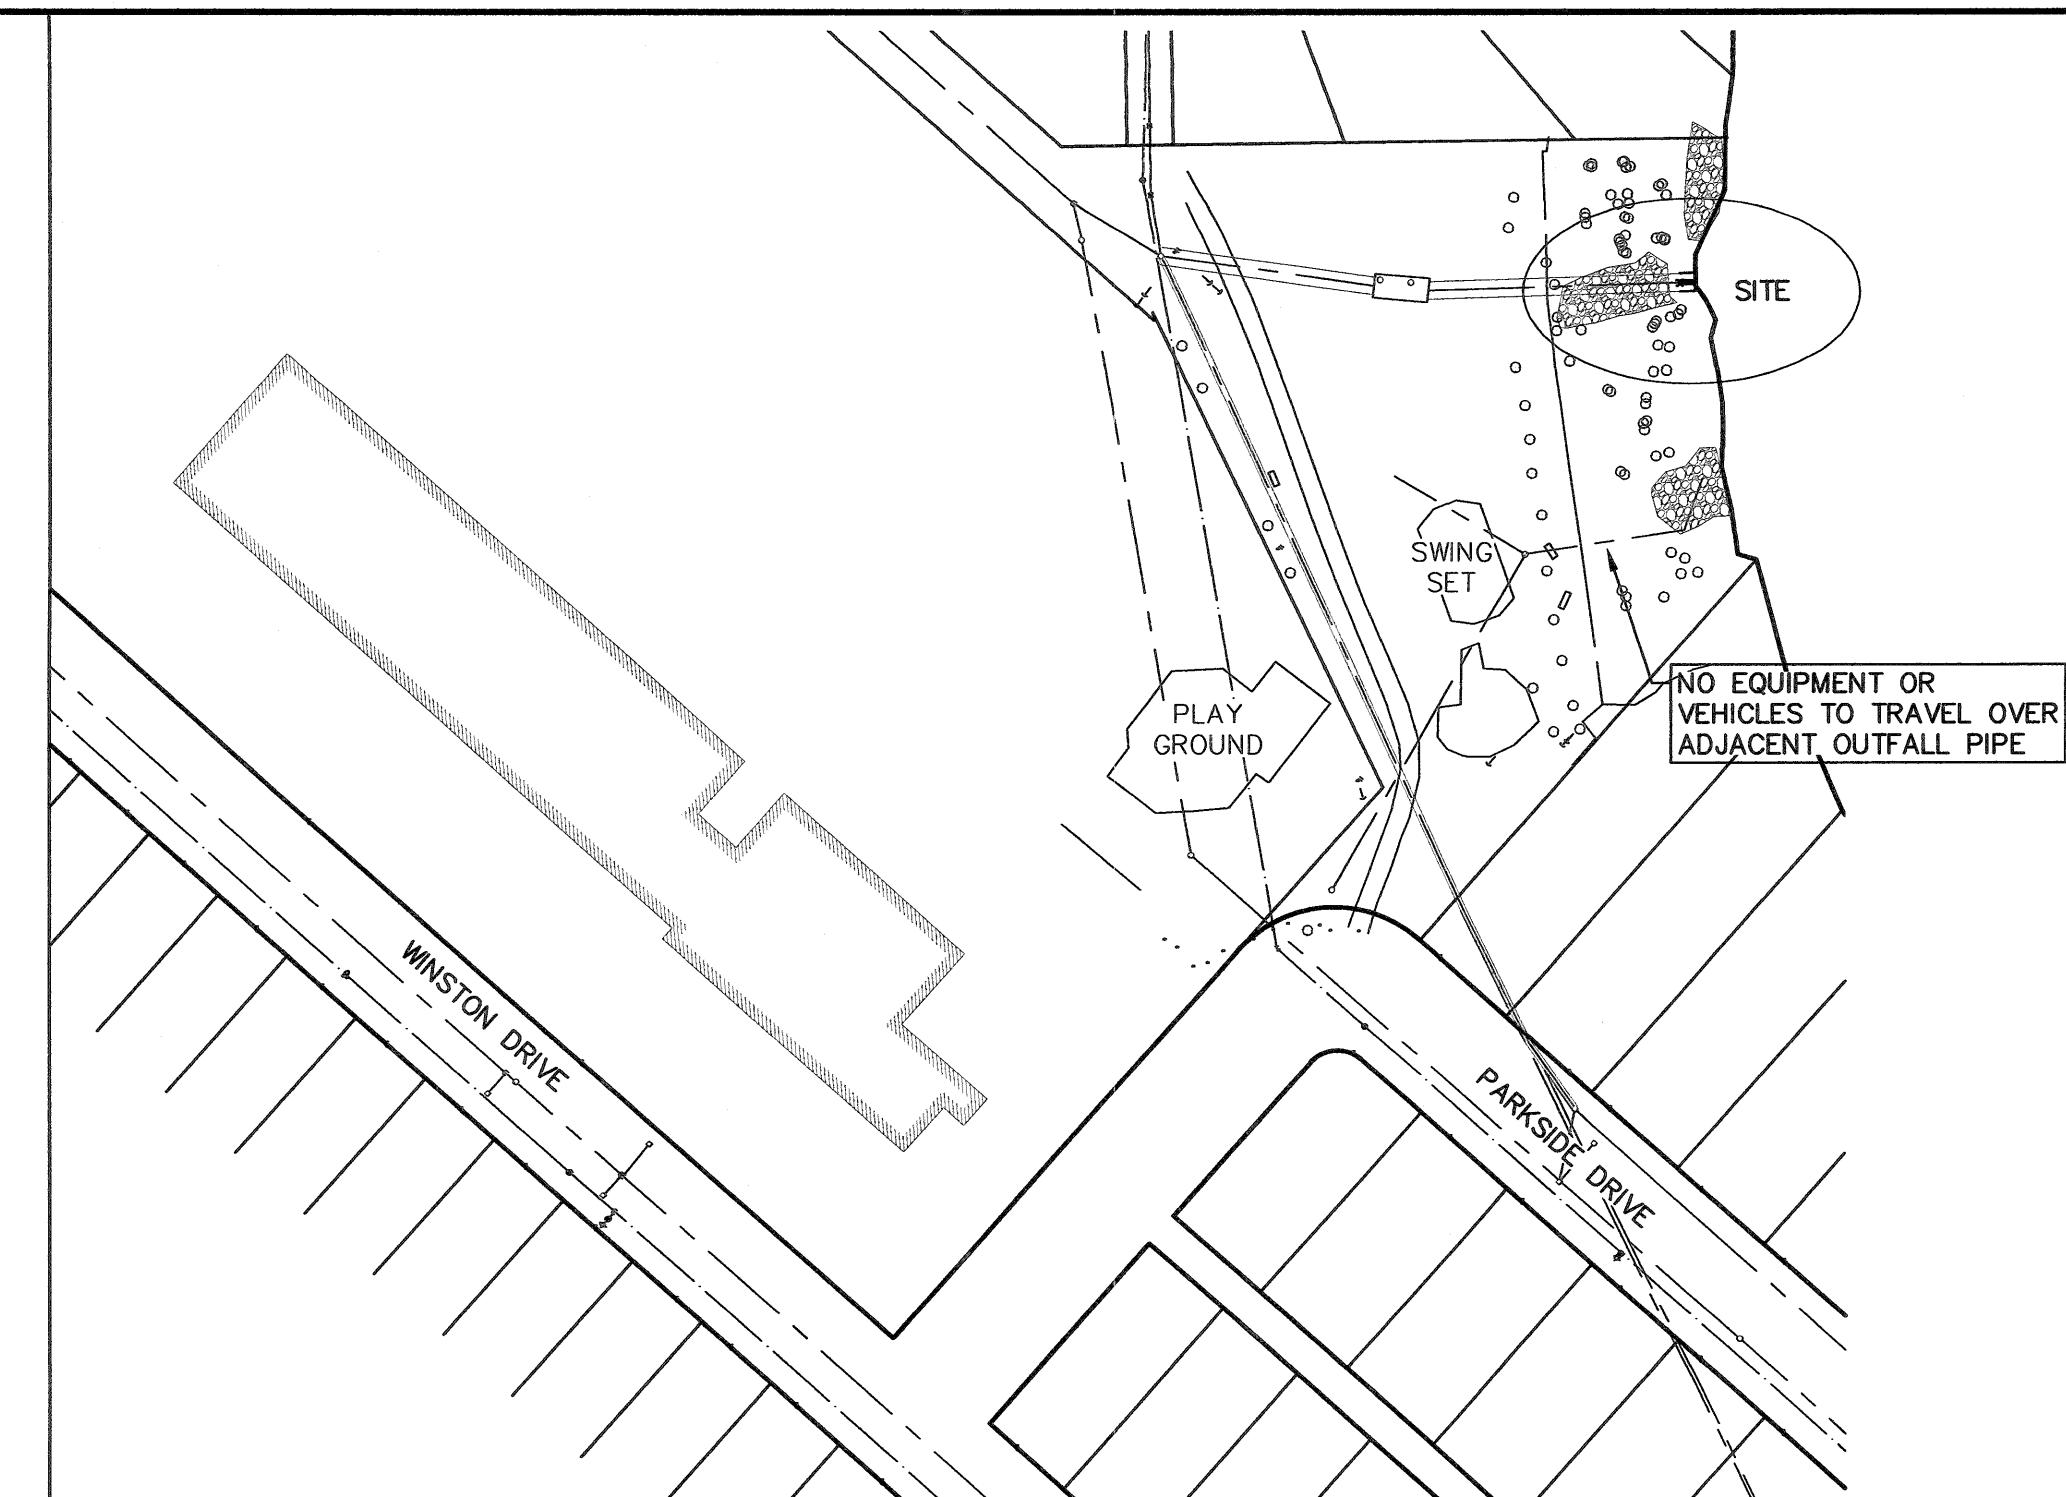 SITE
SWING
SET
NO EQUIPMENT OR
VEHICLES TO TRAVEL OVER
ADJACENT OUTFALL PIPE
PLAY
GROUND
WINSTON DRIVE
PARKSIDE DRIVE